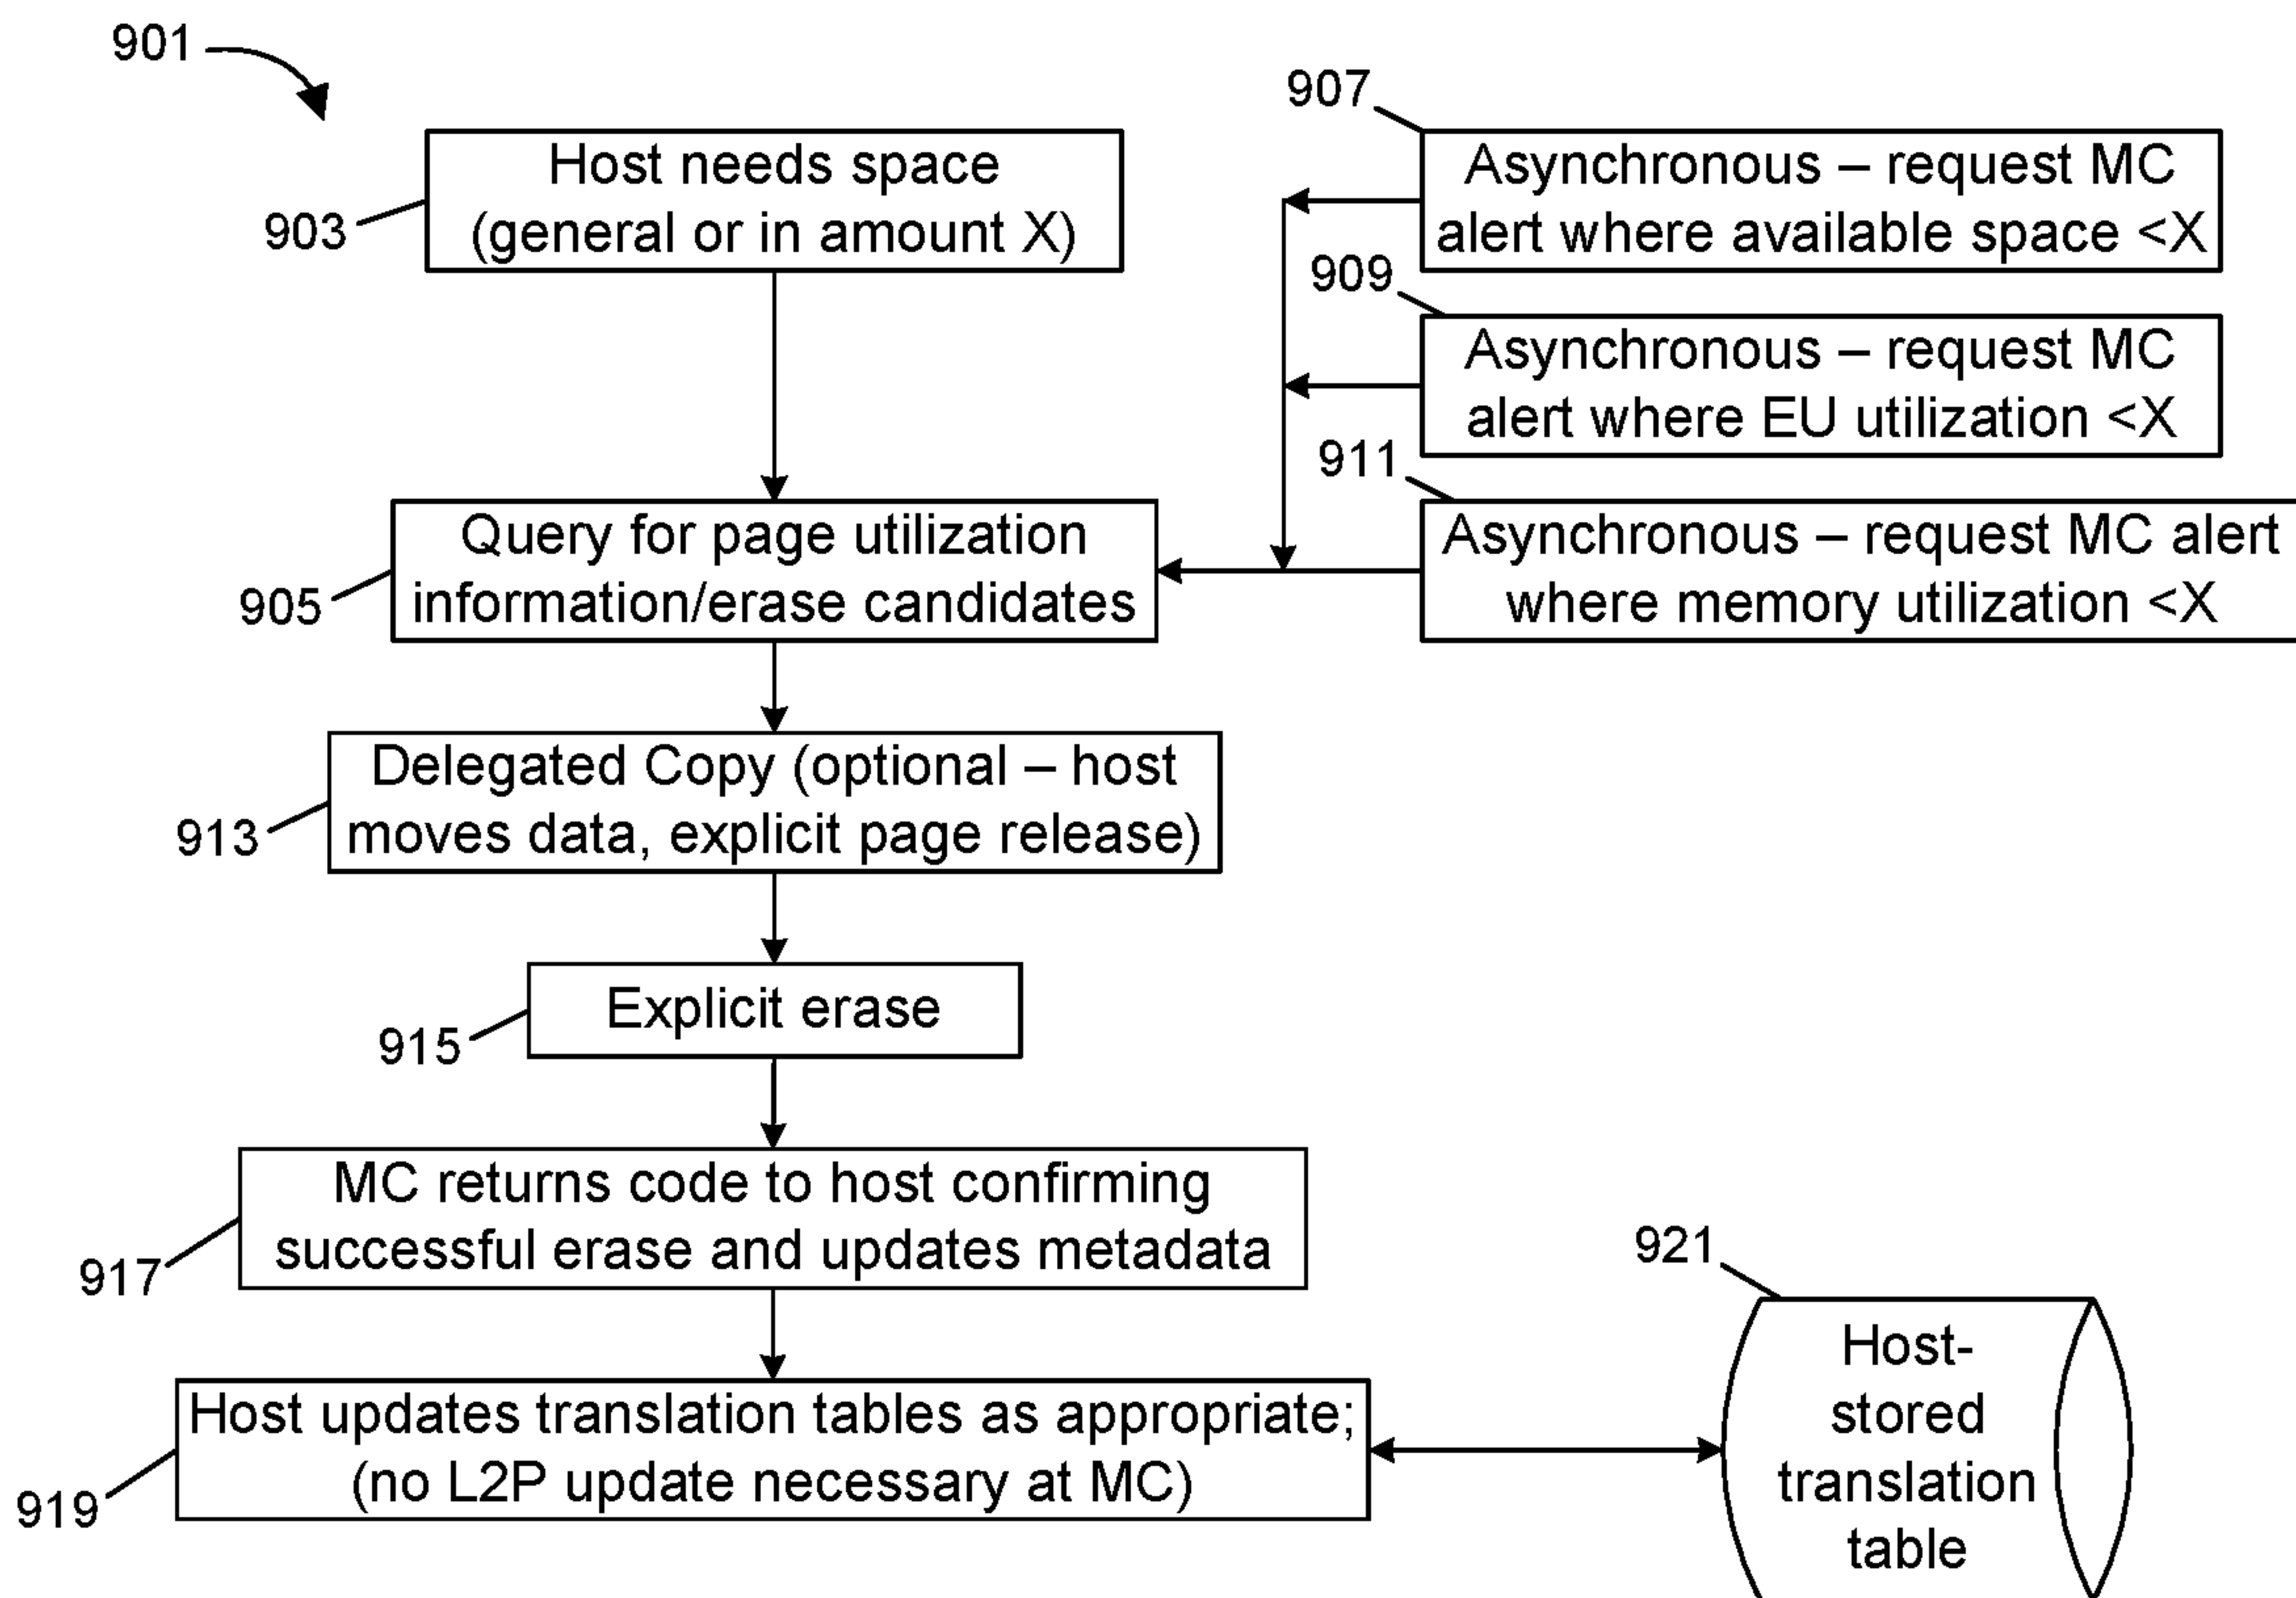 901
907
Host needs space
(general or in amount X)
903
Asynchronous – request MC
alert where available space <X
909
Asynchronous – request MC
alert where EU utilization <X
911
Asynchronous – request MC alert
where memory utilization <X
Query for page utilization
information/erase candidates
905
Delegated Copy (optional – host
moves data, explicit page release)
913
Explicit erase
915
MC returns code to host confirming
successful erase and updates metadata
917
Host updates translation tables as appropriate;
(no L2P update necessary at MC)
919
921
Host-
stored
translation
table